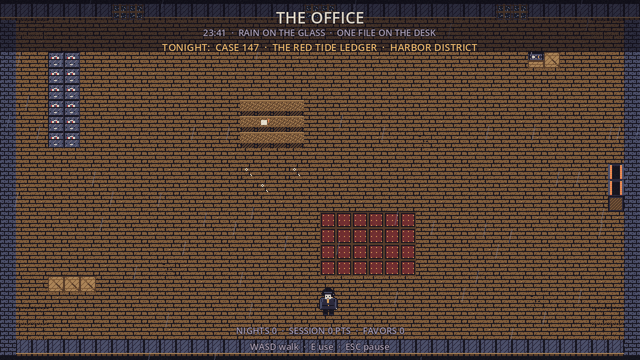 THE OFFICE
23:41 · RAIN ON THE GLASS · ONE FILE ON THE DESK
TONIGHT: CASE 147 · THE RED TIDE LEDGER · HARBOR DISTRICT
NIGHTS 0 · SESSION 0 PTS · FAVORS 0
WASD walk · E use · ESC pause